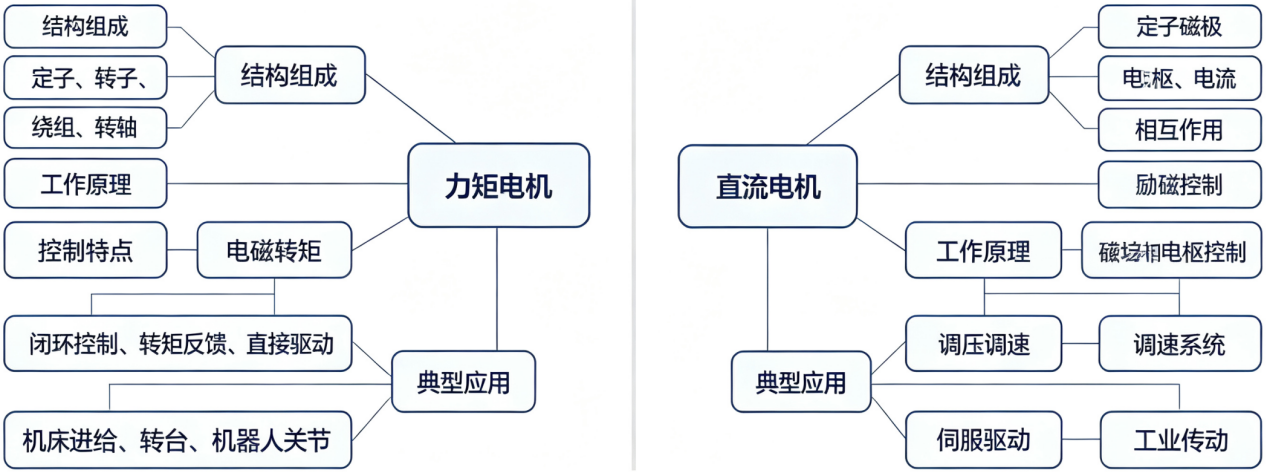 结构组成
定子、转子、
绕组、转轴
结构组成
工作原理
力矩电机
控制特点
电磁转矩
闭环控制、转矩反馈、直接驱动
典型应用
机床进给、转台、机器人关节
结构组成
定子磁极
电枢、电流
相互作用
直流电机
励磁控制
工作原理
电枢控制
调压调速
调速系统
典型应用
伺服驱动
工业传动